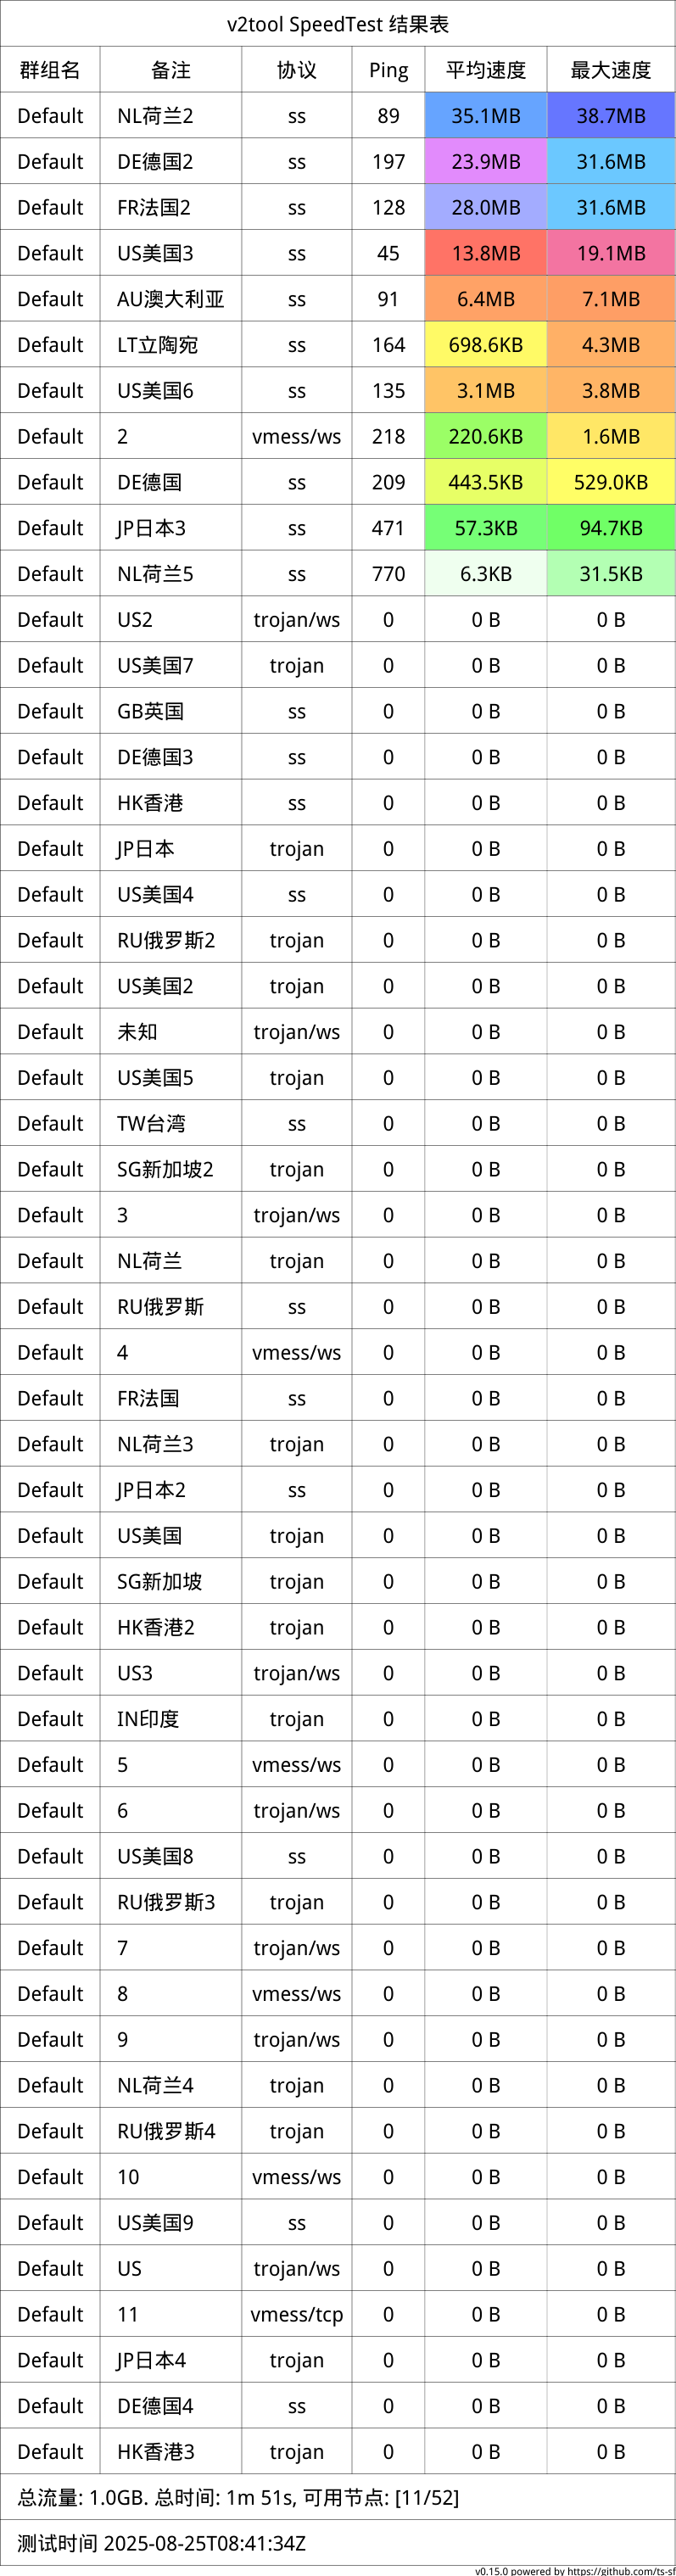 v2tool SpeedTest 结果表
群组名 备注 协议 Ping 平均速度 最大速度
Default NL荷兰2 ss 89 35.1MB 38.7MB
Default DE德国2 ss 197 23.9MB 31.6MB
Default FR法国2 ss 128 28.0MB 31.6MB
Default US美国3 ss 45 13.8MB 19.1MB
Default AU澳大利亚 ss 91 6.4MB 7.1MB
Default LT立陶宛 ss 164 698.6KB 4.3MB
Default US美国6 ss 135 3.1MB 3.8MB
Default 2 vmess/ws 218 220.6KB 1.6MB
Default DE德国 ss 209 443.5KB 529.0KB
Default JP日本3 ss 471 57.3KB 94.7KB
Default NL荷兰5 ss 770 6.3KB 31.5KB
Default US2 trojan/ws 0 0 B 0 B
Default US美国7 trojan 0 0 B 0 B
Default GB英国 ss 0 0 B 0 B
Default DE德国3 ss 0 0 B 0 B
Default HK香港 ss 0 0 B 0 B
Default JP日本 trojan 0 0 B 0 B
Default US美国4 ss 0 0 B 0 B
Default RU俄罗斯2 trojan 0 0 B 0 B
Default US美国2 trojan 0 0 B 0 B
Default 未知 trojan/ws 0 0 B 0 B
Default US美国5 trojan 0 0 B 0 B
Default TW台湾 ss 0 0 B 0 B
Default SG新加坡2 trojan 0 0 B 0 B
Default 3 trojan/ws 0 0 B 0 B
Default NL荷兰 trojan 0 0 B 0 B
Default RU俄罗斯 ss 0 0 B 0 B
Default 4 vmess/ws 0 0 B 0 B
Default FR法国 ss 0 0 B 0 B
Default NL荷兰3 trojan 0 0 B 0 B
Default JP日本2 ss 0 0 B 0 B
Default US美国 trojan 0 0 B 0 B
Default SG新加坡 trojan 0 0 B 0 B
Default HK香港2 trojan 0 0 B 0 B
Default US3 trojan/ws 0 0 B 0 B
Default IN印度 trojan 0 0 B 0 B
Default 5 vmess/ws 0 0 B 0 B
Default 6 trojan/ws 0 0 B 0 B
Default US美国8 ss 0 0 B 0 B
Default RU俄罗斯3 trojan 0 0 B 0 B
Default 7 trojan/ws 0 0 B 0 B
Default 8 vmess/ws 0 0 B 0 B
Default 9 trojan/ws 0 0 B 0 B
Default NL荷兰4 trojan 0 0 B 0 B
Default RU俄罗斯4 trojan 0 0 B 0 B
Default 10 vmess/ws 0 0 B 0 B
Default US美国9 ss 0 0 B 0 B
Default US trojan/ws 0 0 B 0 B
Default 11 vmess/tcp 0 0 B 0 B
Default JP日本4 trojan 0 0 B 0 B
Default DE德国4 ss 0 0 B 0 B
Default HK香港3 trojan 0 0 B 0 B
总流量: 1.0GB. 总时间: 1m 51s, 可用节点: [11/52]
测试时间 2025-08-25T08:41:34Z
v0.15.0 powered by https://github.com/ts-sf